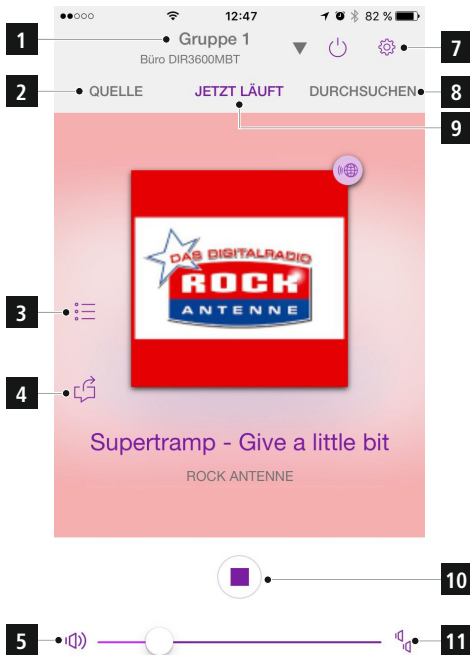 12:47
82 %
1
Gruppe 1
Büro DIR3600MBT
7
2
QUELLE
JETZT LÄUFT
DURCHSUCHEN
8
9
DAS DIGITALRADIO
ROCK
ANTENNE
3
4
Supertramp - Give a little bit
ROCK ANTENNE
10
5
11